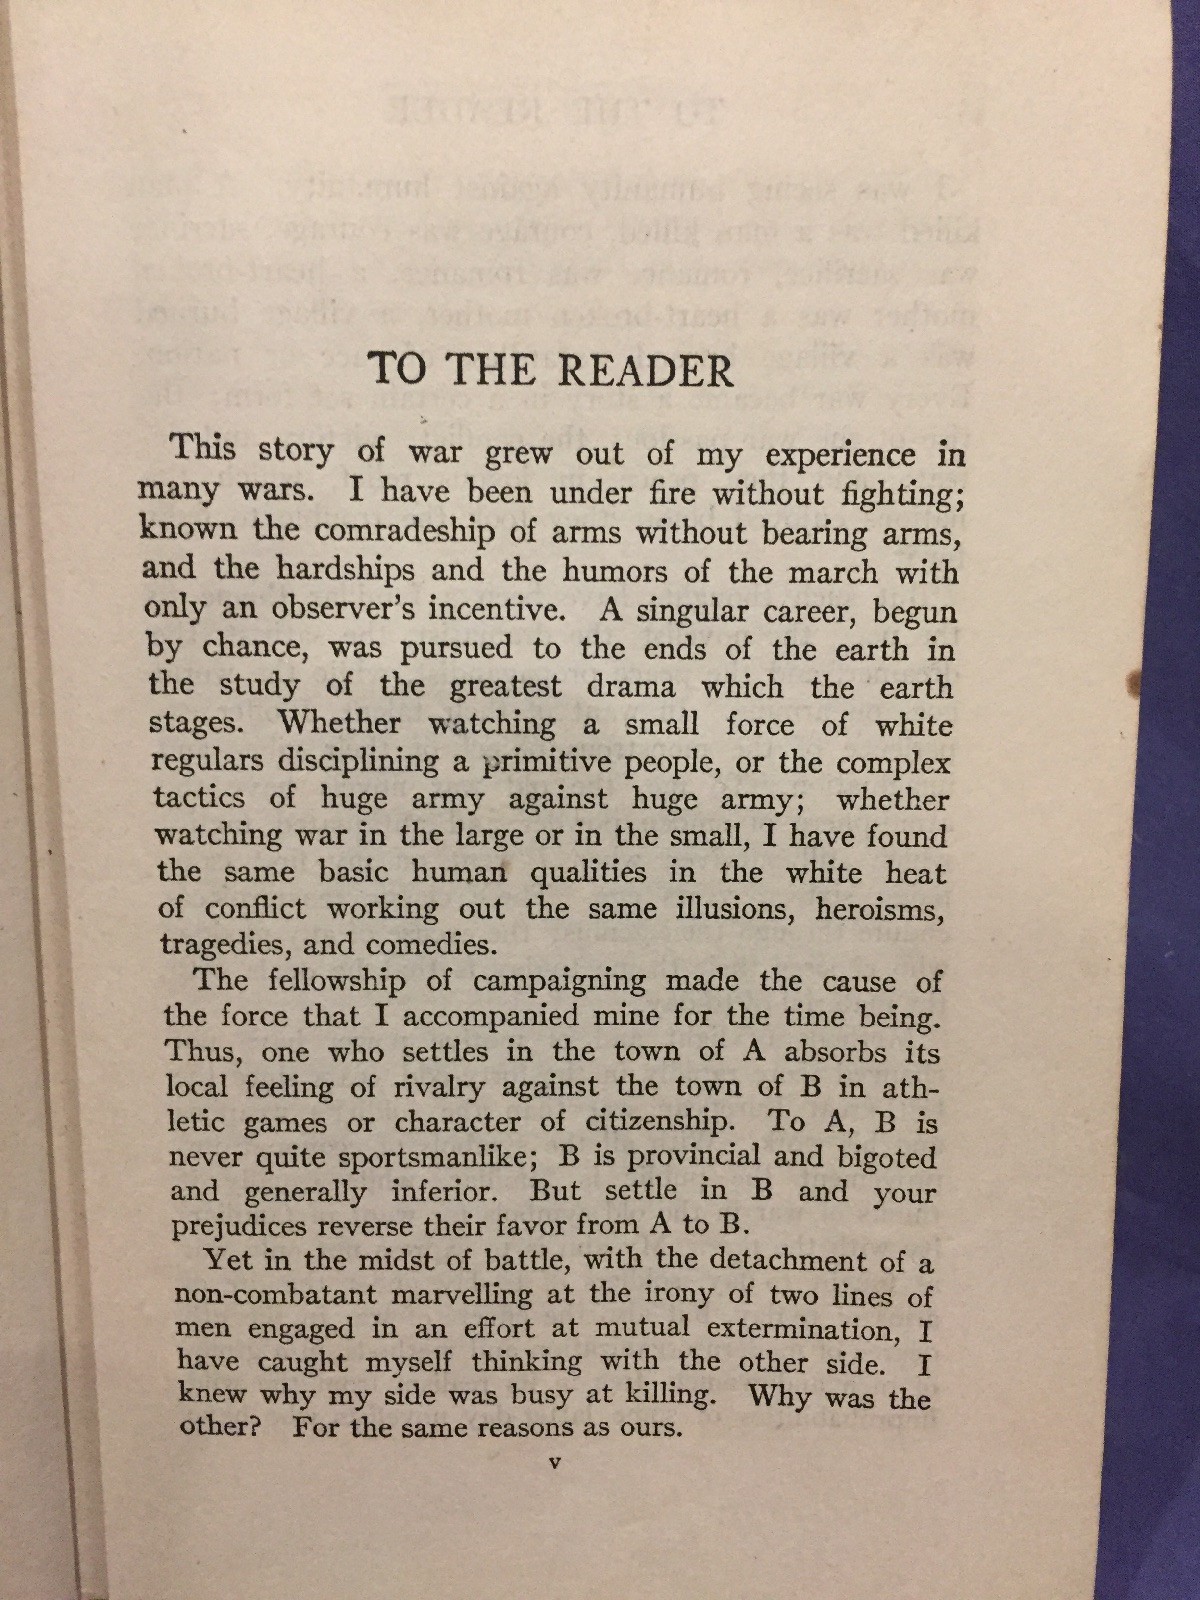 TO THE READER
This story of war grew out of my experience in
many wars. I have been under fire without fighting;
known the comradeship of arms without bearing arms,
and the hardships and the humors of the march with
only an observer's incentive. A singular career, begun
by chance, was pursued to the ends of the earth in
the study of the greatest drama which the earth
stages. Whether watching a small force of white
regulars disciplining a primitive people, or the complex
tactics of huge army against huge army; whether
watching war in the large or in the small, I have found
the same basic human qualities in the white heat
of conflict working out the same illusions, heroisms,
tragedies, and comedies.
The fellowship of campaigning made the cause of
the force that I accompanied mine for the time being.
Thus, one who settles in the town of A absorbs its
local feeling of rivalry against the town of B in ath-
letic games or character of citizenship. To A, B is
never quite sportsmanlike; B is provincial and bigoted
and generally inferior. But settle in B and your
prejudices reverse their favor from A to B.
Yet in the midst of battle, with the detachment of a
non-combatant marvelling at the irony of two lines of
men engaged in an effort at mutual extermination, I
have caught myself thinking with the other side. I
knew why my side was busy at killing. Why was the
other? For the same reasons as ours.
v